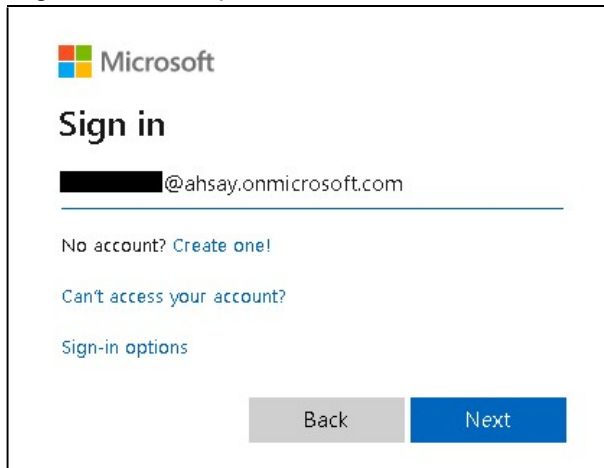 Microsoft
Sign in
@ahsay.onmicrosoft.com
No account? Create one!
Can't access your account?
Sign-in options
Back Next